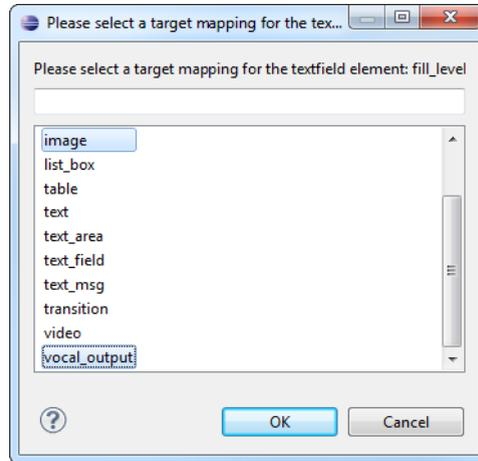 Please select a target mapping for the tex...
Please select a target mapping for the textfield element: fill_level
image
list_box
table
text
text_area
text_field
text_msg
transition
video
vocal_output
?
OK
Cancel